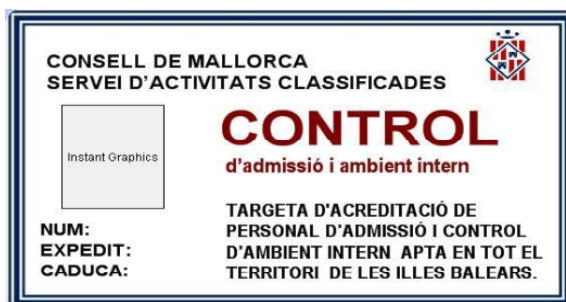 CONSELL DE MALLORCA
SERVEI D'ACTIVITATS CLASSIFICADES
Instant Graphics
CONTROL
d'admissió i ambient intern
NUM:
EXPEDIT:
CADUCA:
TARGETA D'ACREDITACIÓ DE
PERSONAL D'ADMISSIÓ I CONTROL
D'AMBIENT INTERN APTA EN TOT EL
TERRITORI DE LES ILLES BALEARS.